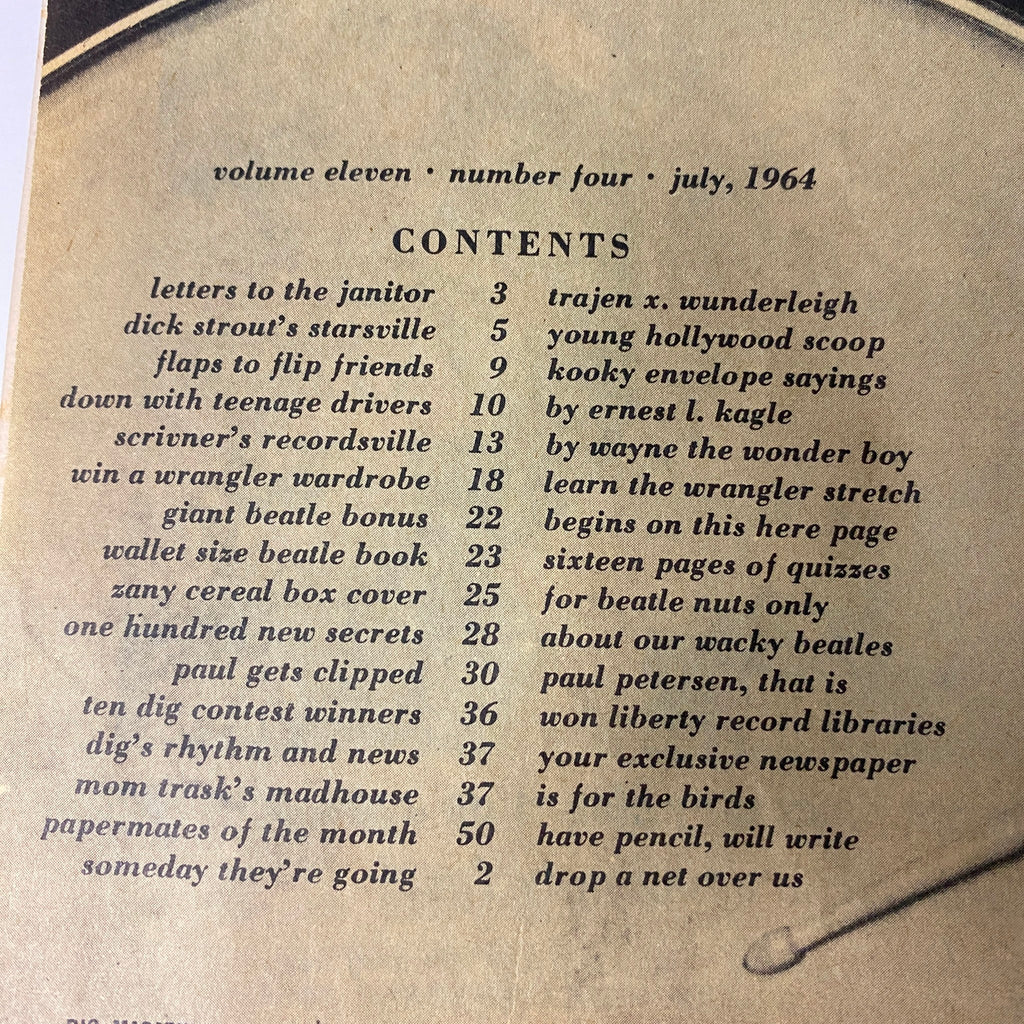 volume eleven · number four · july, 1964
CONTENTS
letters to the janitor 3 trajen x. wunderleigh
dick strout's starsville 5 young hollywood scoop
flaps to flip friends 9 kooky envelope sayings
down with teenage drivers 10 by ernest l. kagle
scrivner's recordsville 13 by wayne the wonder boy
win a wrangler wardrobe 18 learn the wrangler stretch
giant beatle bonus 22 begins on this here page
wallet size beatle book 23 sixteen pages of quizzes
zany cereal box cover 25 for beatle nuts only
one hundred new secrets 28 about our wacky beatles
paul gets clipped 30 paul petersen, that is
ten dig contest winners 36 won liberty record libraries
dig's rhythm and news 37 your exclusive newspaper
mom trask's madhouse 37 is for the birds
papermates of the month 50 have pencil, will write
someday they're going 2 drop a net over us